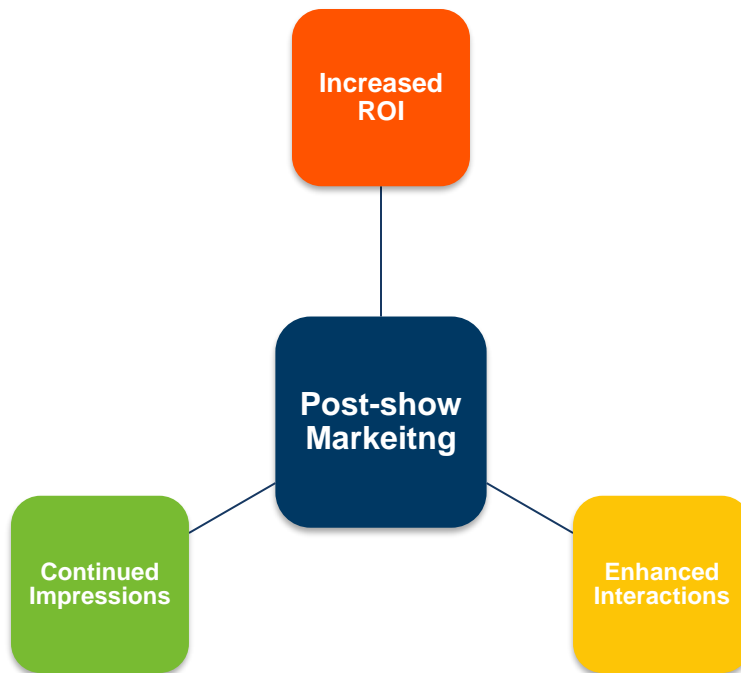 Increased
ROI
Post-show
Markeitng
Continued
Impressions
Enhanced
Interactions